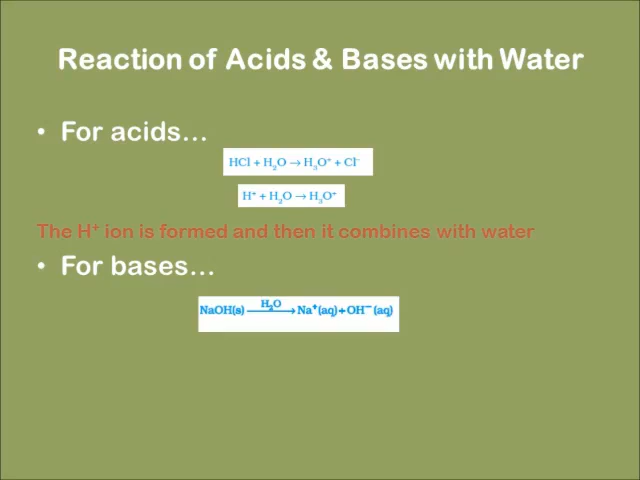 Reaction of Acids & Bases with Water
• For acids…
HCl + H₂O → H₃O⁺ + Cl⁻
H⁺ + H₂O → H₃O⁺
The H⁺ ion is formed and then it combines with water
• For bases…
H₂O
NaOH(s) ⟶ Na⁺(aq)+OH⁻(aq)